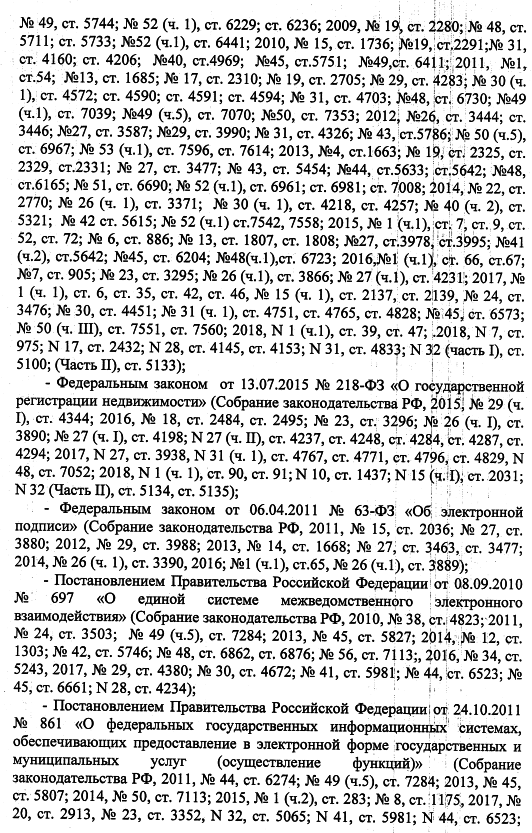 № 49, ст. 5744; № 52 (ч. 1), ст. 6229; ст. 6236; 2009, № 19, ст. 2280; № 48, ст.
5711; ст. 5733; №52 (ч.1), ст. 6441; 2010, № 15, ст. 1736; №19, ст.2291;№ 31,
ст. 4160; ст. 4206; №40, ст.4969; №45, ст.5751; №49,ст. 6411; 2011, №1,
ст.54; №13, ст. 1685; № 17, ст. 2310; № 19, ст. 2705; № 29, ст. 4283; № 30 (ч.
1), ст. 4572; ст. 4590; ст. 4591; ст. 4594; № 31, ст. 4703; №48, ст. 6730; №49
(ч.1), ст. 7039; №49 (ч.5), ст. 7070; №50, ст. 7353; 2012, №26, ст. 3444; ст.
3446; №27, ст. 3587; №29, ст. 3990; № 31, ст. 4326; № 43, ст.5786; № 50 (ч.5),
ст. 6967; № 53 (ч.1), ст. 7596, ст. 7614; 2013, №4, ст.1663; № 19, ст. 2325, ст.
2329, ст.2331; № 27, ст. 3477; № 43, ст. 5454; №44, ст.5633; ст.5642; №48,
ст.6165; № 51, ст. 6690; № 52 (ч.1), ст. 6961; ст. 6981; ст. 7008; 2014, № 22, ст.
2770; № 26 (ч. 1), ст. 3371; № 30 (ч. 1), ст. 4218, ст. 4257; № 40 (ч. 2), ст.
5321; № 42 ст. 5615; № 52 (ч.1) ст.7542, 7558; 2015, № 1 (ч.1), ст. 7, ст. 9, ст.
52, ст. 72; № 6, ст. 886; № 13, ст. 1807, ст. 1808; №27, ст.3978, ст.3995; №41
(ч.2), ст.5642; №45, ст. 6204; №48(ч.1),ст. 6723; 2016,№1 (ч.1), ст. 66, ст.67;
№7, ст. 905; № 23, ст. 3295; № 26 (ч.1), ст. 3866; № 27 (ч.1), ст. 4231; 2017, №
1 (ч. 1), ст. 6, ст. 35, ст. 42, ст. 46, № 15 (ч. 1), ст. 2137, ст. 2139, № 24, ст.
3476; № 30, ст. 4451; № 31 (ч. 1), ст. 4751, ст. 4765, ст. 4828; № 45, ст. 6573;
№ 50 (ч. III), ст. 7551, ст. 7560; 2018, N 1 (ч.1), ст. 39, ст. 47; .2018, N 7, ст.
975; N 17, ст. 2432; N 28, ст. 4145, ст. 4153; N 31, ст. 4833; N 32 (часть I), ст.
5100; (Часть II), ст. 5133);
- Федеральным законом от 13.07.2015 № 218-ФЗ «О государственной
регистрации недвижимости» (Собрание законодательства РФ, 2015, № 29 (ч.
I), ст. 4344; 2016, № 18, ст. 2484, ст. 2495; № 23, ст. 3296; № 26 (ч. I), ст.
3890; № 27 (ч. I), ст. 4198; N 27 (ч. II), ст. 4237, ст. 4248, ст. 4284, ст. 4287, ст.
4294; 2017, N 27, ст. 3938, N 31 (ч. 1), ст. 4767, ст. 4771, ст. 4796, ст. 4829, N
48, ст. 7052; 2018, N 1 (ч. 1), ст. 90, ст. 91; N 10, ст. 1437; N 15 (ч. I), ст. 2031;
N 32 (Часть II), ст. 5134, ст. 5135);
- Федеральным законом от 06.04.2011 № 63-ФЗ «Об электронной
подписи» (Собрание законодательства РФ, 2011, № 15, ст. 2036; № 27, ст.
3880; 2012, № 29, ст. 3988; 2013, № 14, ст. 1668; № 27, ст. 3463, ст. 3477;
2014, № 26 (ч. 1), ст. 3390, 2016; №1 (ч.1), ст.65, № 26 (ч.1), ст. 3889);
- Постановлением Правительства Российской Федерации от 08.09.2010
№ 697 «О единой системе межведомственного электронного
взаимодействия» (Собрание законодательства РФ, 2010, № 38, ст. 4823; 2011,
№ 24, ст. 3503; № 49 (ч.5), ст. 7284; 2013, № 45, ст. 5827; 2014, № 12, ст.
1303; № 42, ст. 5746; № 48, ст. 6862, ст. 6876; № 56, ст. 7113;, 2016, № 34, ст.
5243, 2017, № 29, ст. 4380; № 30, ст. 4672; № 41, ст. 5981; № 44, ст. 6523; №
45, ст. 6661; N 28, ст. 4234);
- Постановлением Правительства Российской Федерации от 24.10.2011
№ 861 «О федеральных государственных информационных системах,
обеспечивающих предоставление в электронной форме государственных и
муниципальных услуг (осуществление функций)» (Собрание
законодательства РФ, 2011, № 44, ст. 6274; № 49 (ч.5), ст. 7284; 2013, № 45,
ст. 5807; 2014, № 50, ст. 7113; 2015, № 1 (ч.2), ст. 283; № 8, ст. 1175, 2017, №
20, ст. 2913, № 23, ст. 3352, N 32, ст. 5065; N 41, ст. 5981; N 44, ст. 6523;